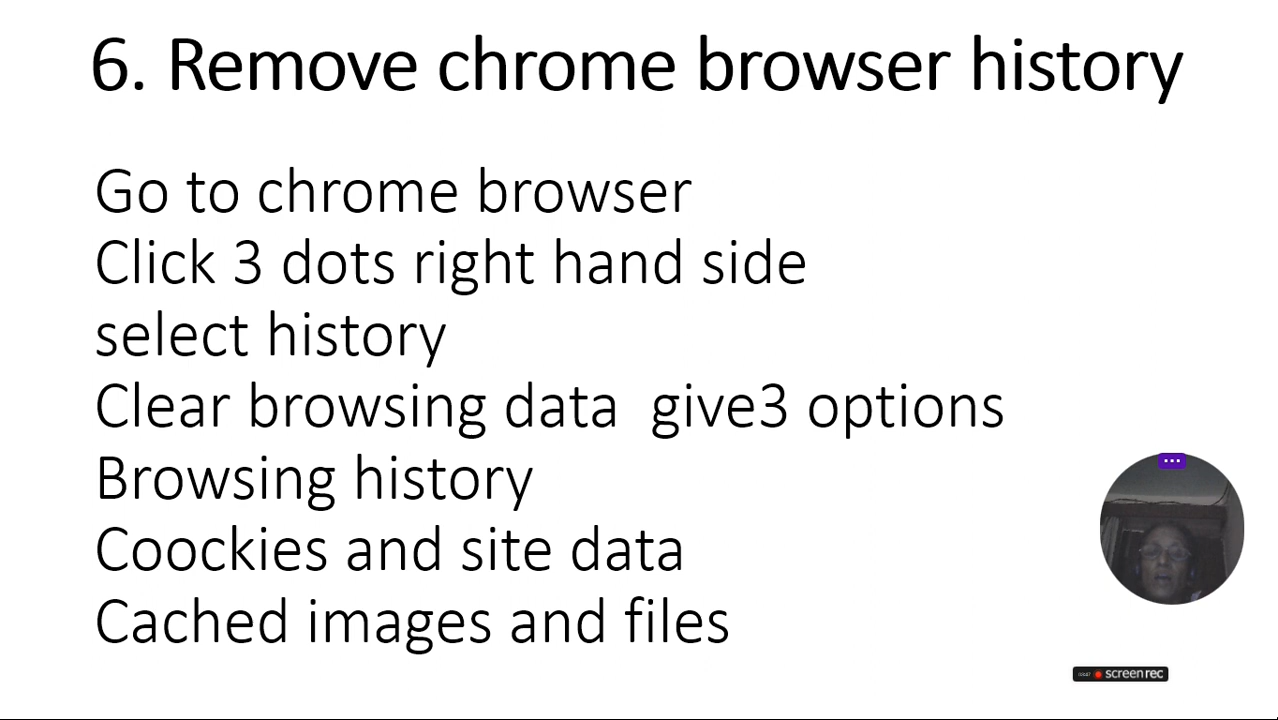 6. Remove chrome browser history
Go to chrome browser
Click 3 dots right hand side
select history
Clear browsing data  give3 options
Browsing history
Coockies and site data
Cached images and files
screenrec